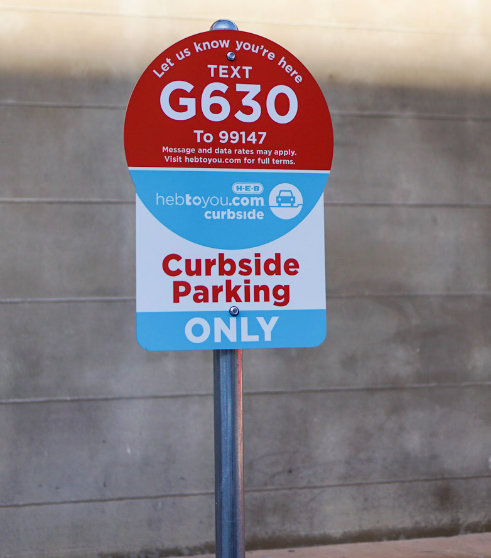 Let us know you're here
TEXT
G630
To 99147
Message and data rates may apply.
Visit hebtoyou.com for full terms.
H-E-B
hebtoyou.com
curbside
Curbside
Parking
ONLY